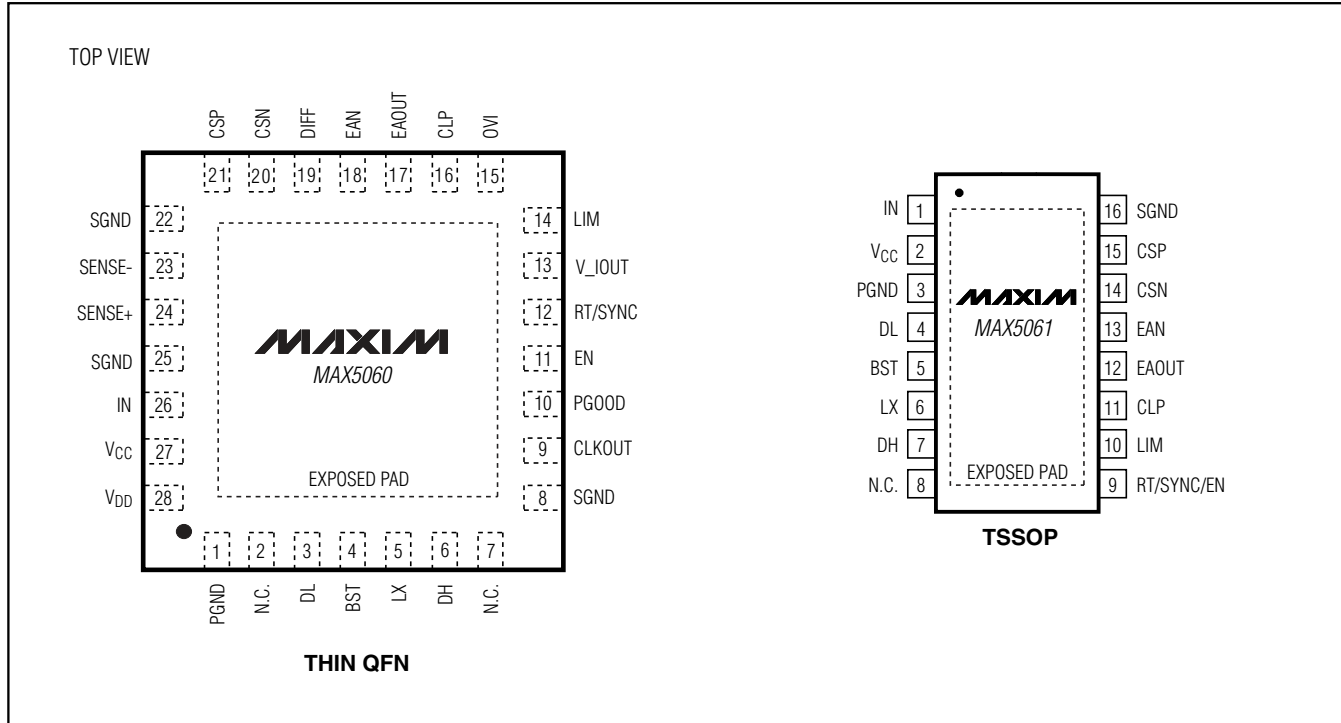 TOP VIEW
CSP CSN DIFF EAN EAOUT CLP OVI
21 20 19 18 17 16 15
SGND 22
SENSE- 23
SENSE+ 24
SGND 25
IN 26
VCC 27
VDD 28
14 LIM
13 V_IOUT
12 RT/SYNC
11 EN
10 PGOOD
9 CLKOUT
8 SGND
MAXIM
MAX5060
EXPOSED PAD
1 2 3 4 5 6 7
PGND N.C. DL BST LX DH N.C.
THIN QFN
IN 1
VCC 2
PGND 3
DL 4
BST 5
LX 6
DH 7
N.C. 8
16 SGND
15 CSP
14 CSN
13 EAN
12 EAOUT
11 CLP
10 LIM
9 RT/SYNC/EN
MAXIM
MAX5061
EXPOSED PAD
TSSOP